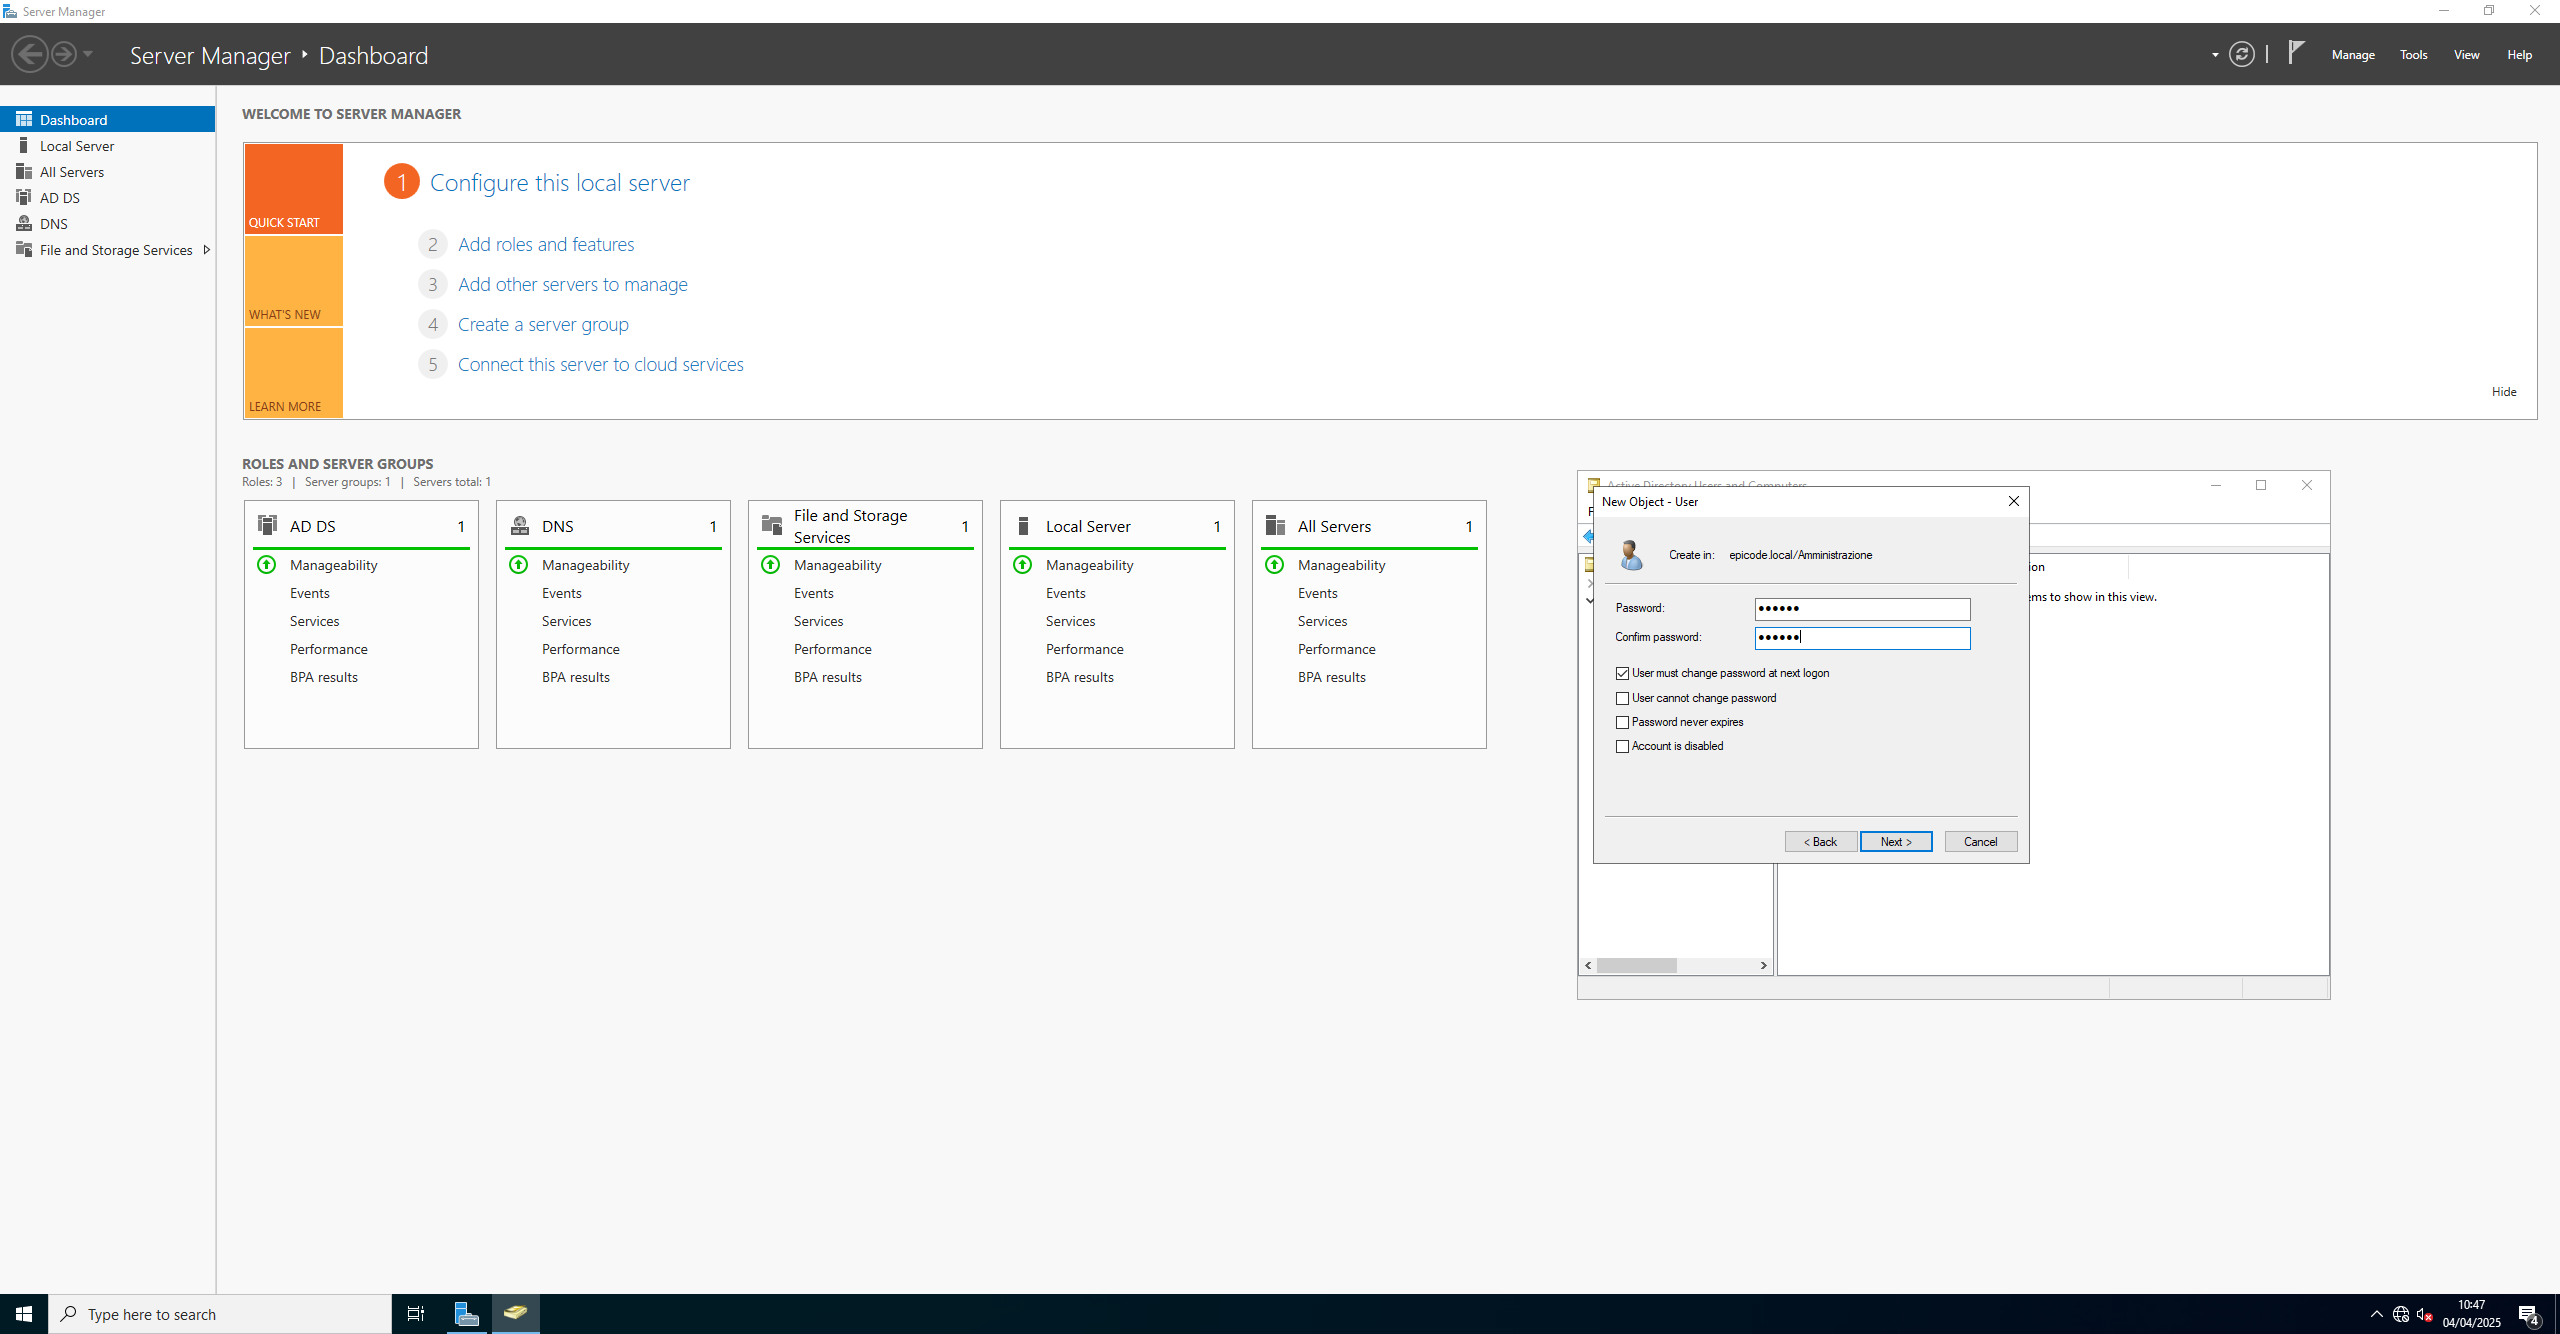 Server Manager
Server Manager ‣ Dashboard
Manage Tools View Help
Dashboard
Local Server
All Servers
AD DS
DNS
File and Storage Services
WELCOME TO SERVER MANAGER
QUICK START
WHAT'S NEW
LEARN MORE
1 Configure this local server
2 Add roles and features
3 Add other servers to manage
4 Create a server group
5 Connect this server to cloud services
Hide
ROLES AND SERVER GROUPS
Roles: 3 | Server groups: 1 | Servers total: 1
AD DS 1
Manageability
Events
Services
Performance
BPA results
DNS 1
Manageability
Events
Services
Performance
BPA results
File and Storage Services 1
Manageability
Events
Services
Performance
BPA results
Local Server 1
Manageability
Events
Services
Performance
BPA results
All Servers 1
Manageability
Events
Services
Performance
BPA results
Active Directory Users and Computers
New Object - User
Create in: epicode.local/Amministrazione
Password: ●●●●●●
Confirm password: ●●●●●●
User must change password at next logon
User cannot change password
Password never expires
Account is disabled
< Back Next > Cancel
ion
ms to show in this view.
Type here to search
10:47
04/04/2025
4